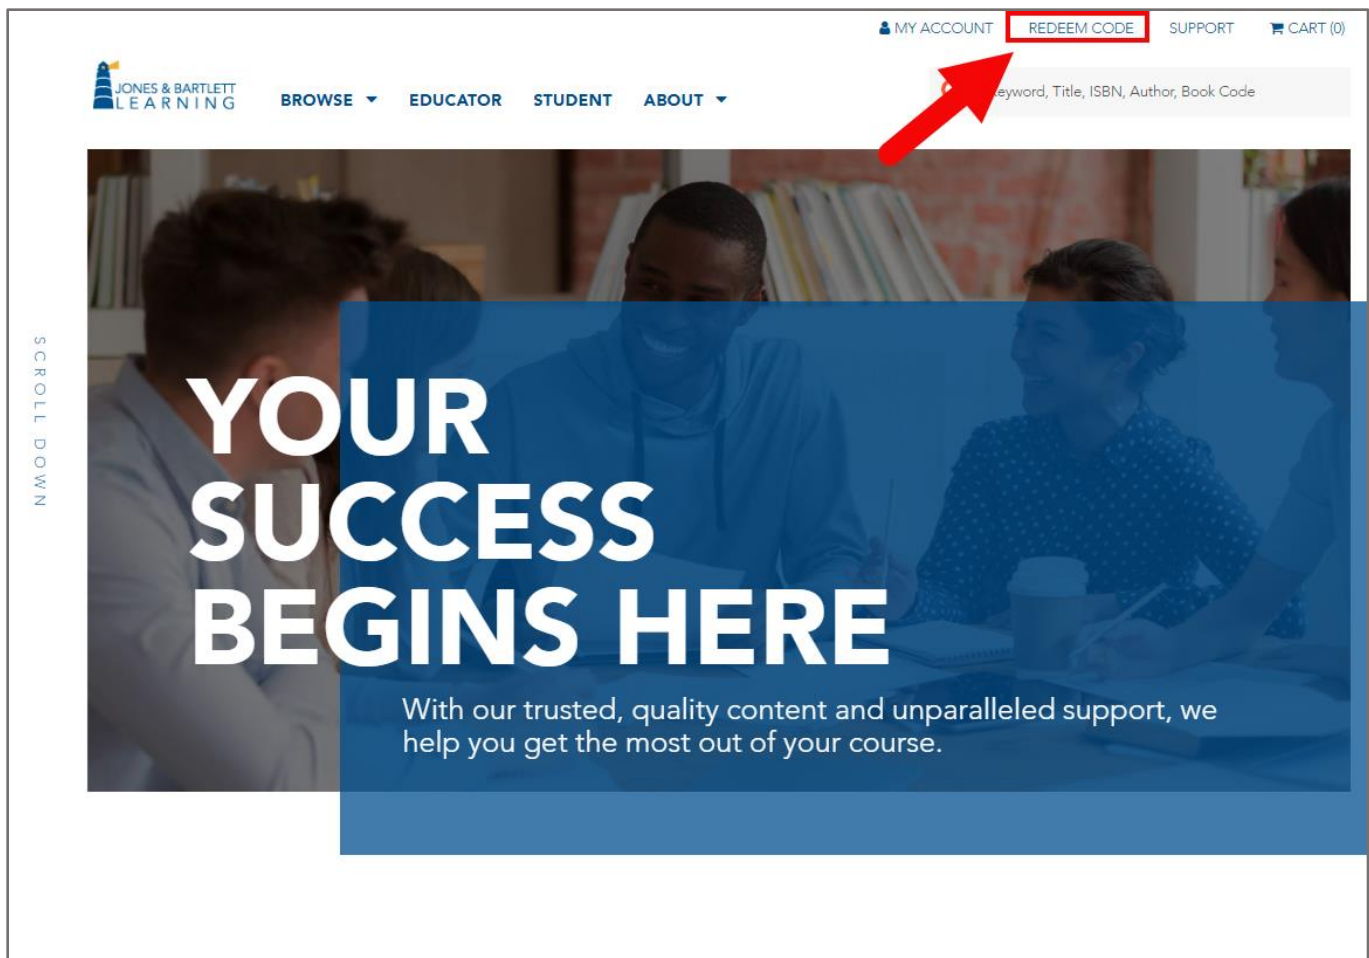 MY ACCOUNT REDEEM CODE SUPPORT CART (0)
JONES & BARTLETT
LEARNING
BROWSE EDUCATOR STUDENT ABOUT
Title, ISBN, Author, Book Code
SCROLL DOWN
YOUR
SUCCESS
BEGINS HERE
With our trusted, quality content and unparalleled support, we
help you get the most out of your course.